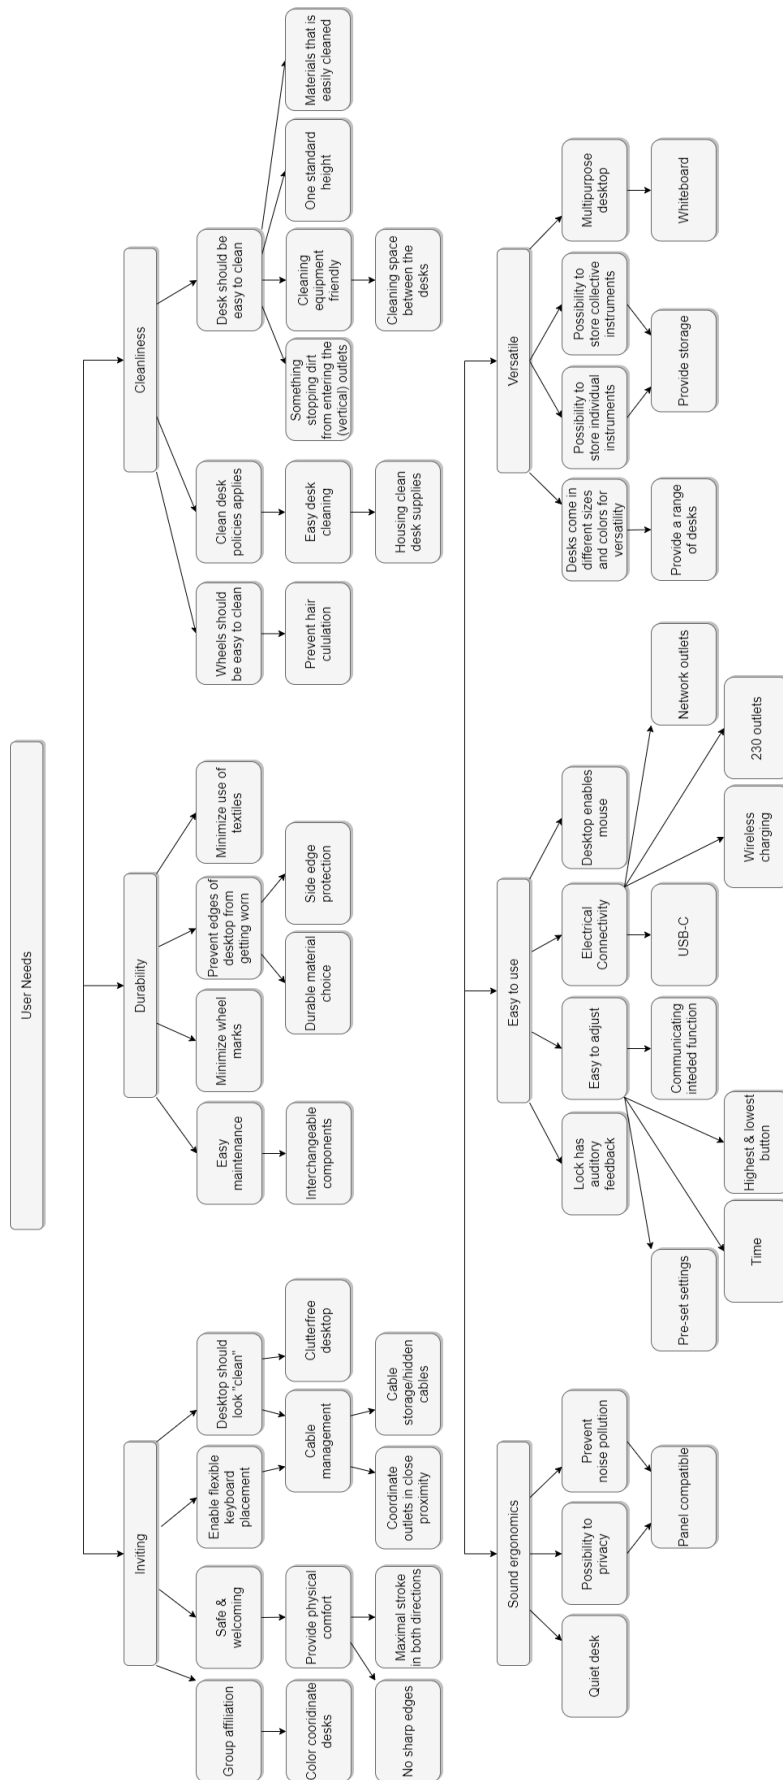 User Needs
Inviting
Durability
Cleanliness
Group affiliation
Safe &
welcoming
Enable flexible
keyboard
placement
Desktop should
look "clean"
Easy
maintenance
Minimize wheel
marks
Prevent edges of
desktop from
getting worn
Minimize use of
textiles
Wheels should
be easy to clean
Clean desk
policies applies
Desk should be
easy to clean
Color cooridinate
desks
Provide physical
comfort
Cable
management
Clutterfree
desktop
Interchangeable
components
Durable material
choice
Side edge
protection
Prevent hair
cululation
Easy desk
cleaning
Something
stopping dirt
from entering the
(vertical) outlets
Cleaning
equipment
friendly
One standard
height
Materials that is
easily cleaned
No sharp edges
Maximal stroke
in both directions
Coordinate
outlets in close
proximity
Cable
storage/hidden
cables
Housing clean
desk supplies
Cleaning space
between the
desks
Sound ergonomics
Easy to use
Versatile
Quiet desk
Possibility to
privacy
Prevent
noise pollution
Lock has
auditory
feedback
Easy to adjust
Electrical
Connectivity
Desktop enables
mouse
Desks come in
different sizes
and colors for
versatility
Possibility to
store individual
instruments
Possibility to
store collective
instruments
Multipurpose
desktop
Panel compatible
Pre-set settings
Communicating
inteded function
USB-C
Network outlets
Provide a range
of desks
Provide storage
Whiteboard
Time
Highest & lowest
button
Wireless
charging
230 outlets